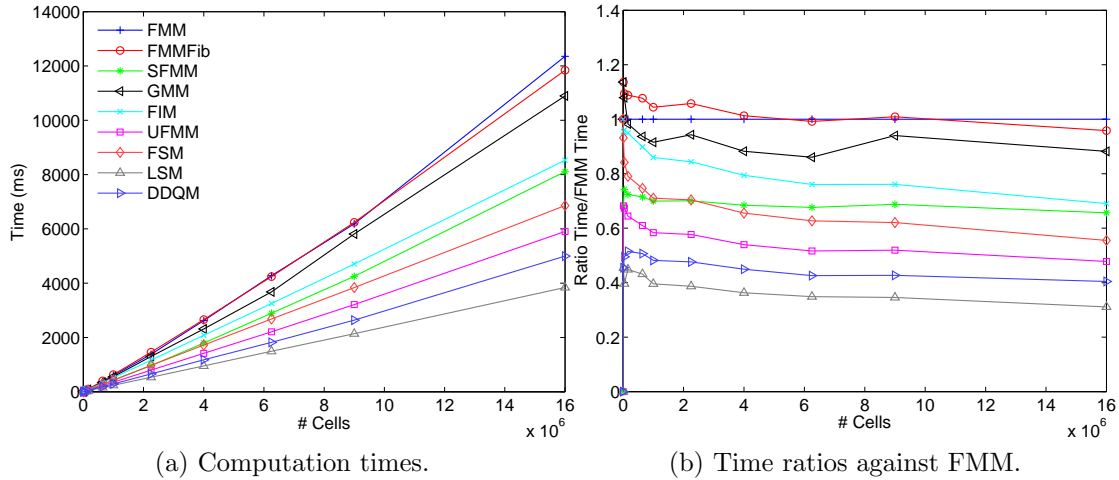 14000
12000
10000
8000
6000
4000
2000
0
Time (ms)
FMM
FMMFib
SFMM
GMM
FIM
UFMM
FSM
LSM
DDQM
0 2 4 6 8 10 12 14 16
# Cells
x 10^6
(a) Computation times.
1.4
1.2
1
0.8
0.6
0.4
0.2
0
Ratio Time/FMM Time
0 2 4 6 8 10 12 14 16
# Cells
x 10^6
(b) Time ratios against FMM.